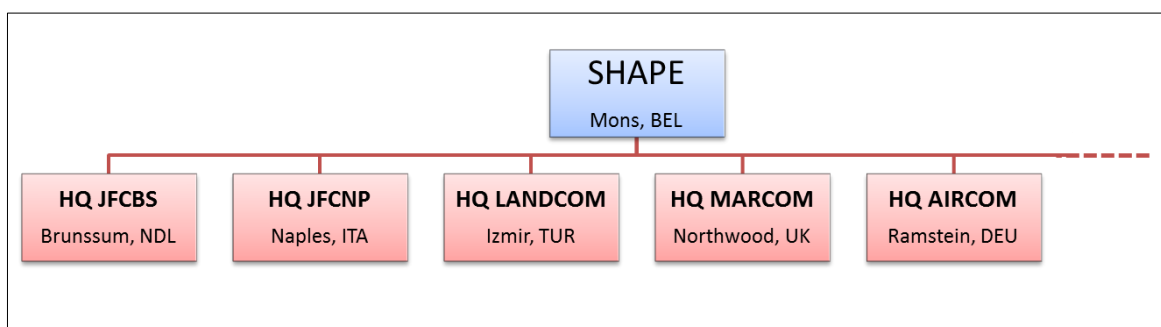 SHAPE
Mons, BEL
HQ JFCBS
Brunssum, NDL
HQ JFCNP
Naples, ITA
HQ LANDCOM
Izmir, TUR
HQ MARCOM
Northwood, UK
HQ AIRCOM
Ramstein, DEU